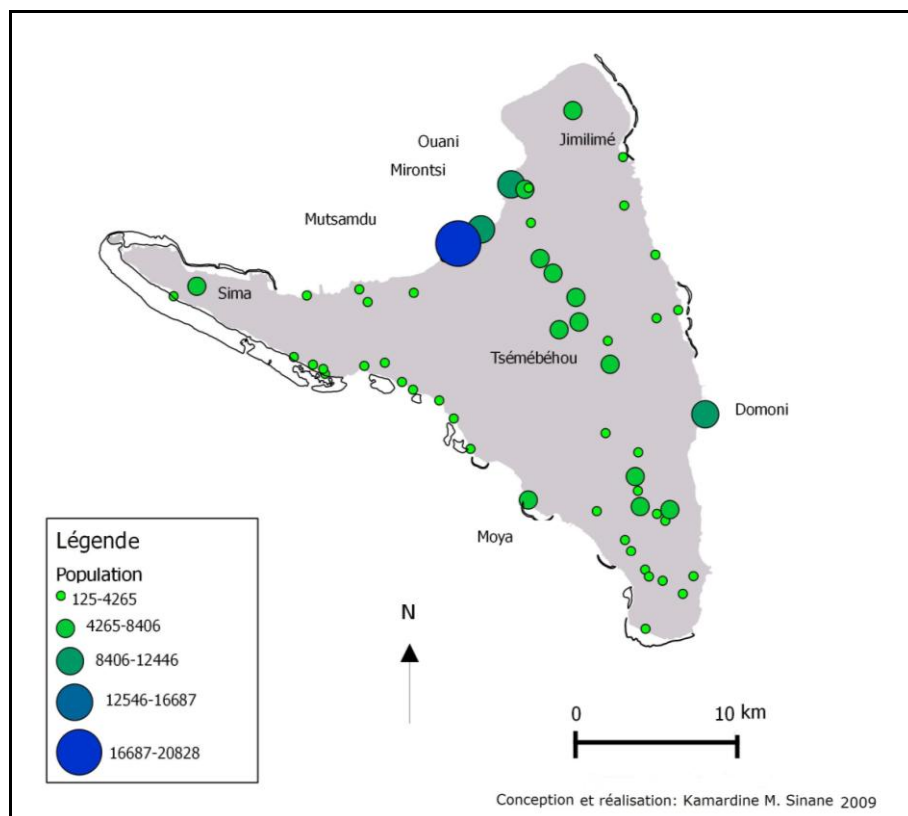 Ouani
Jimilimé
Mirontsi
Mutsamdu
Sima
Tsémébéhou
Domoni
Moya
Légende
Population
125-4265
4265-8406
8406-12446
12546-16687
16687-20828
N
0 10 km
Conception et réalisation: Kamardine M. Sinane 2009